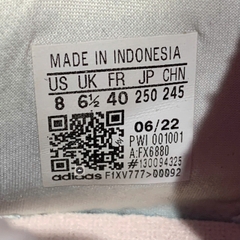 MADE IN INDONESIA
US UK FR JP CHN
8 6½ 40 250 245
06/22
PWI 001001
A:FX6880
#130094325
adidas F1XV777>00092